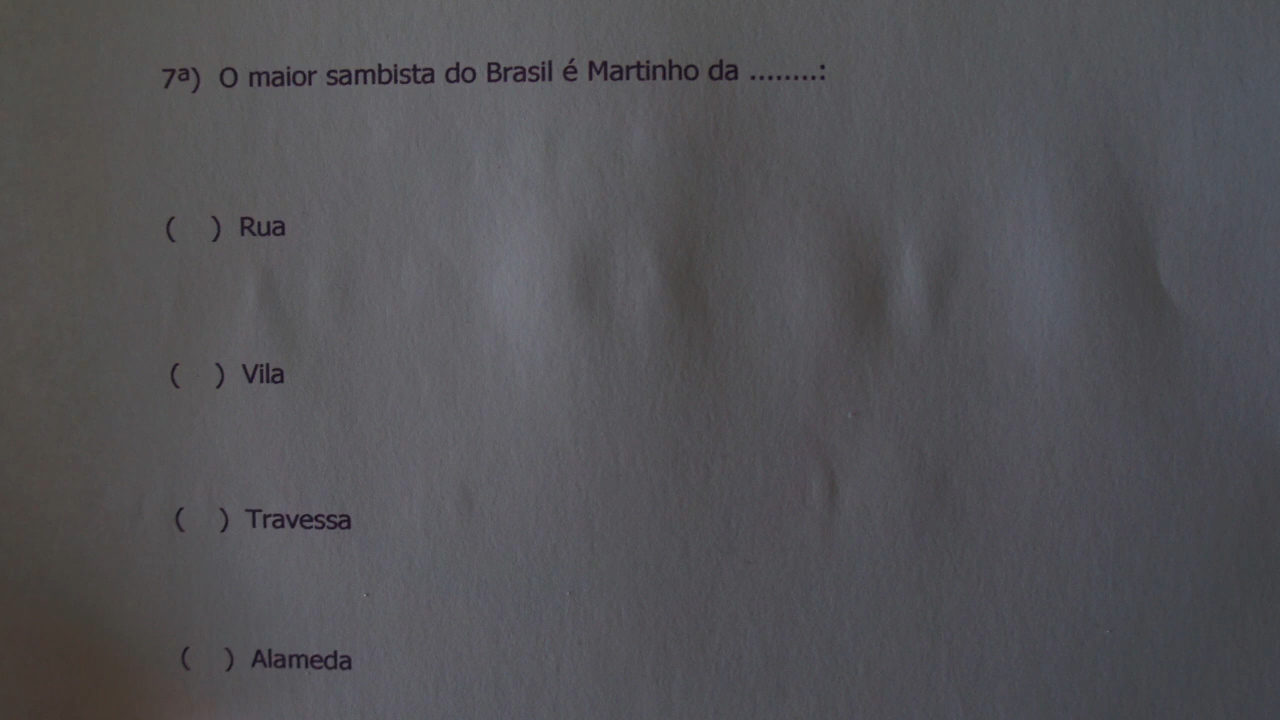 7ª) O maior sambista do Brasil é Martinho da ........:
( ) Rua
( ) Vila
( ) Travessa
( ) Alameda